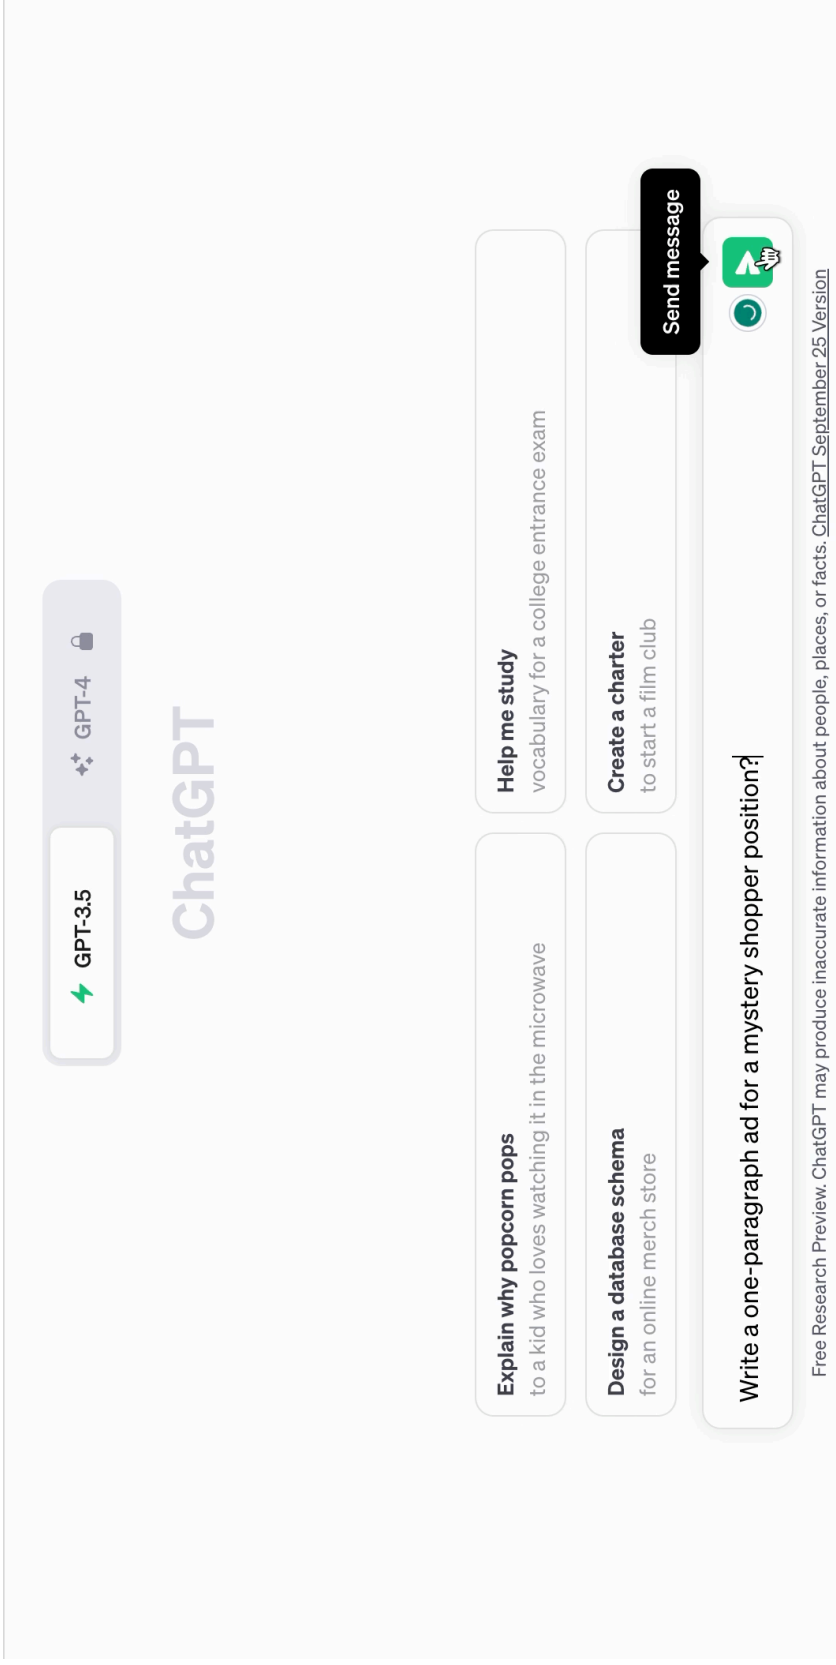 GPT-3.5
GPT-4
ChatGPT
Explain why popcorn pops
to a kid who loves watching it in the microwave
Help me study
vocabulary for a college entrance exam
Design a database schema
for an online merch store
Create a charter
to start a film club
Send message
Write a one-paragraph ad for a mystery shopper position?
Free Research Preview. ChatGPT may produce inaccurate information about people, places, or facts. ChatGPT September 25 Version